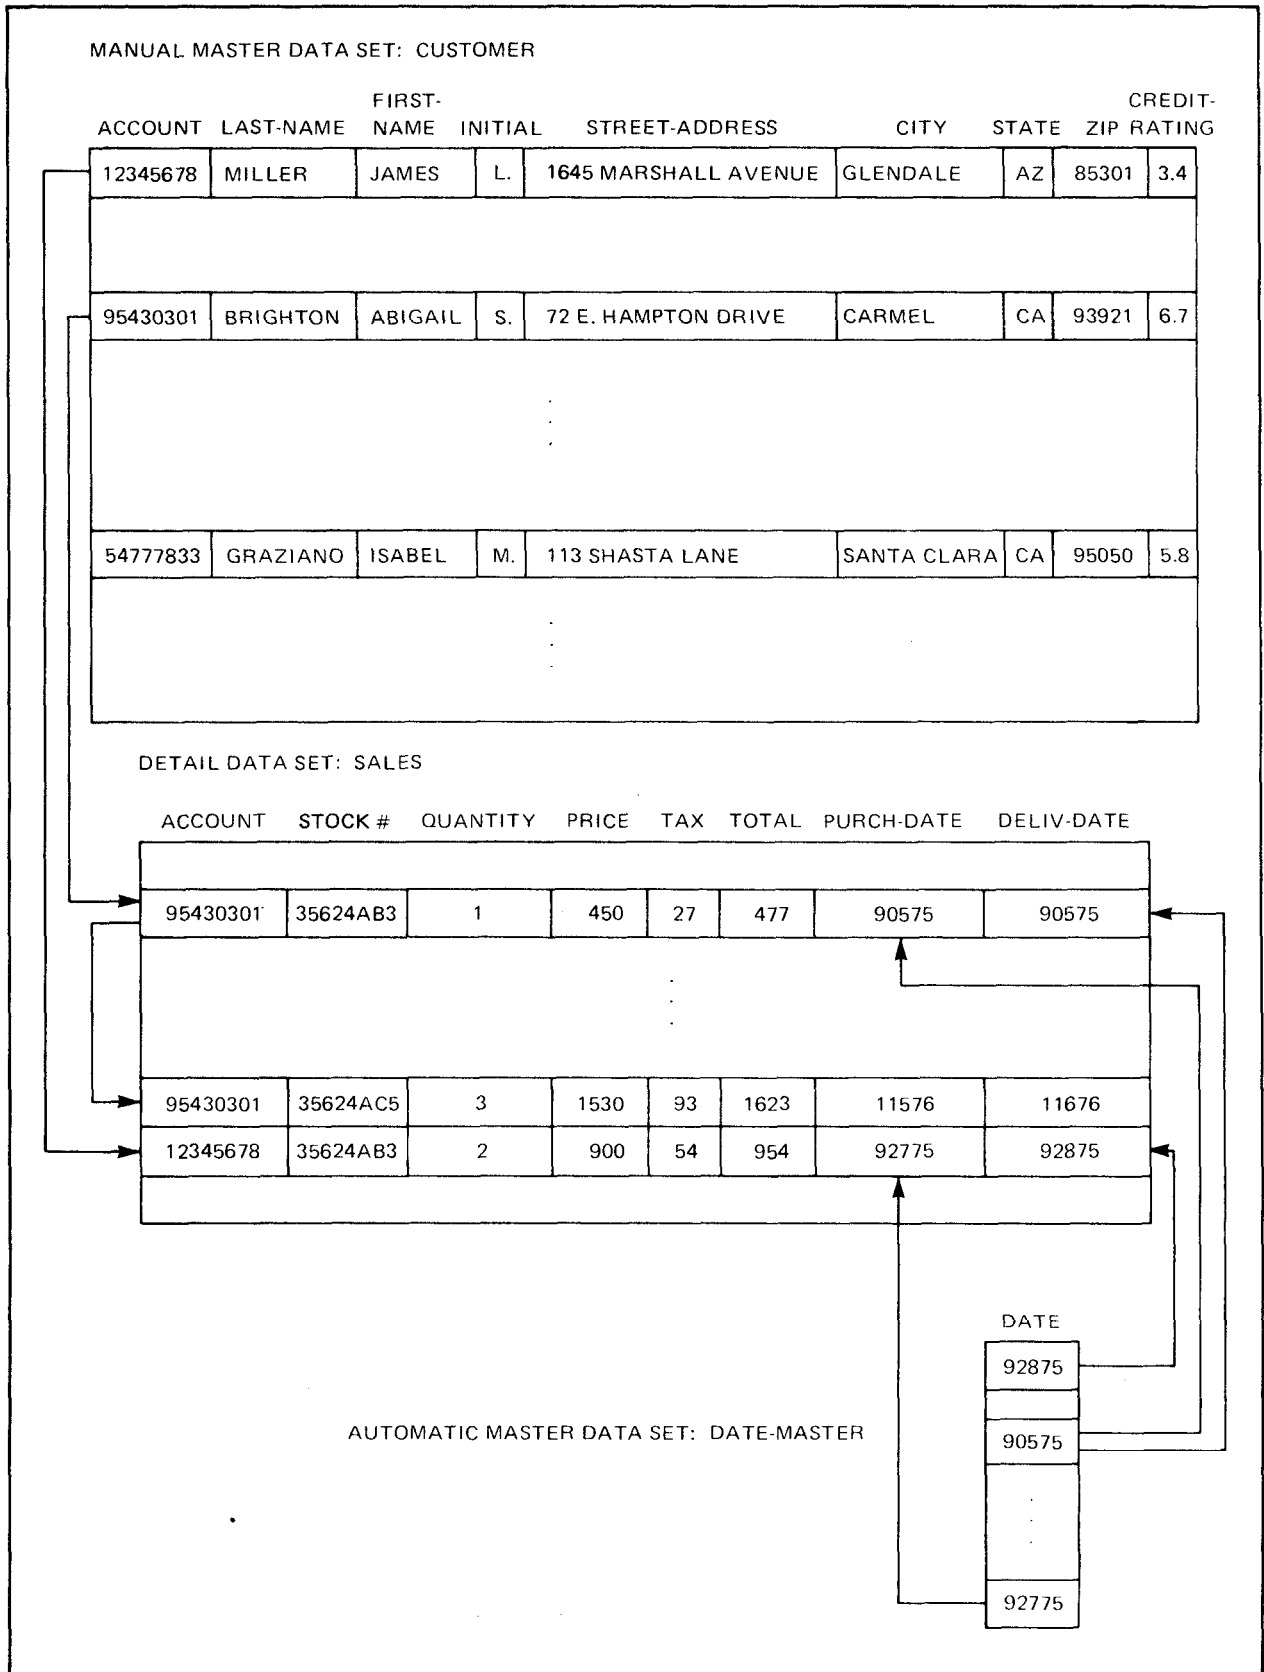 MANUAL MASTER DATA SET: CUSTOMER
FIRST- CREDIT-
ACCOUNT LAST-NAME NAME INITIAL STREET-ADDRESS CITY STATE ZIP RATING
12345678 MILLER JAMES L. 1645 MARSHALL AVENUE GLENDALE AZ 85301 3.4
95430301 BRIGHTON ABIGAIL S. 72 E. HAMPTON DRIVE CARMEL CA 93921 6.7
54777833 GRAZIANO ISABEL M. 113 SHASTA LANE SANTA CLARA CA 95050 5.8
DETAIL DATA SET: SALES
ACCOUNT STOCK # QUANTITY PRICE TAX TOTAL PURCH-DATE DELIV-DATE
95430301 35624AB3 1 450 27 477 90575 90575
95430301 35624AC5 3 1530 93 1623 11576 11676
12345678 35624AB3 2 900 54 954 92775 92875
DATE
92875
AUTOMATIC MASTER DATA SET: DATE-MASTER
90575
92775